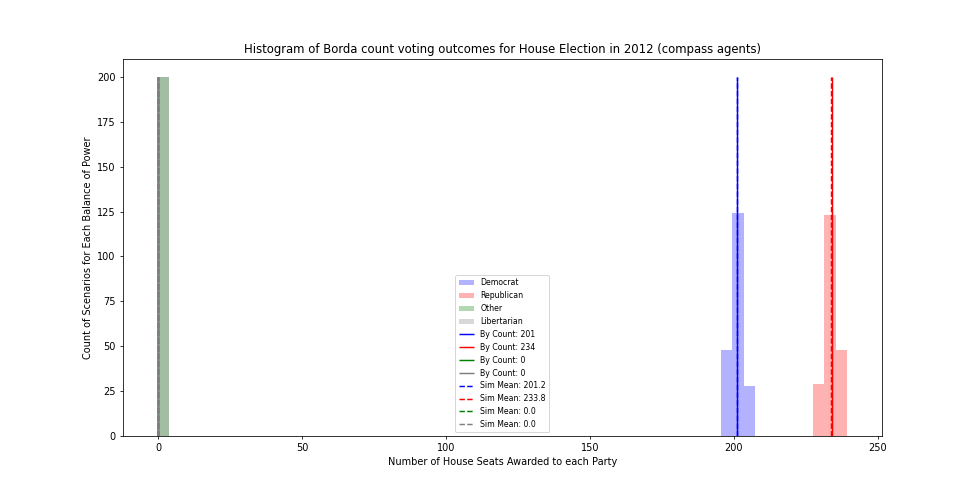 Histogram of Borda count voting outcomes for House Election in 2012 (compass agents)
Count of Scenarios for Each Balance of Power
200
175
150
125
100
75
50
25
0
Democrat
Republican
Other
Libertarian
By Count: 201
By Count: 234
By Count: 0
By Count: 0
Sim Mean: 201.2
Sim Mean: 233.8
Sim Mean: 0.0
Sim Mean: 0.0
0 50 100 150 200 250
Number of House Seats Awarded to each Party